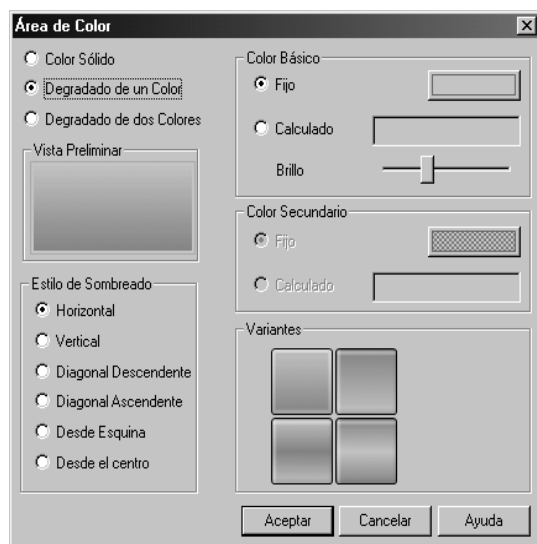 Área de Color
Color Sólido
Degradado de un Color
Degradado de dos Colores
Vista Preliminar
Estilo de Sombreado
Horizontal
Vertical
Diagonal Descendente
Diagonal Ascendente
Desde Esquina
Desde el centro
Color Básico
Fijo
Calculado
Brillo
Color Secundario
Fijo
Calculado
Variantes
Aceptar
Cancelar
Ayuda